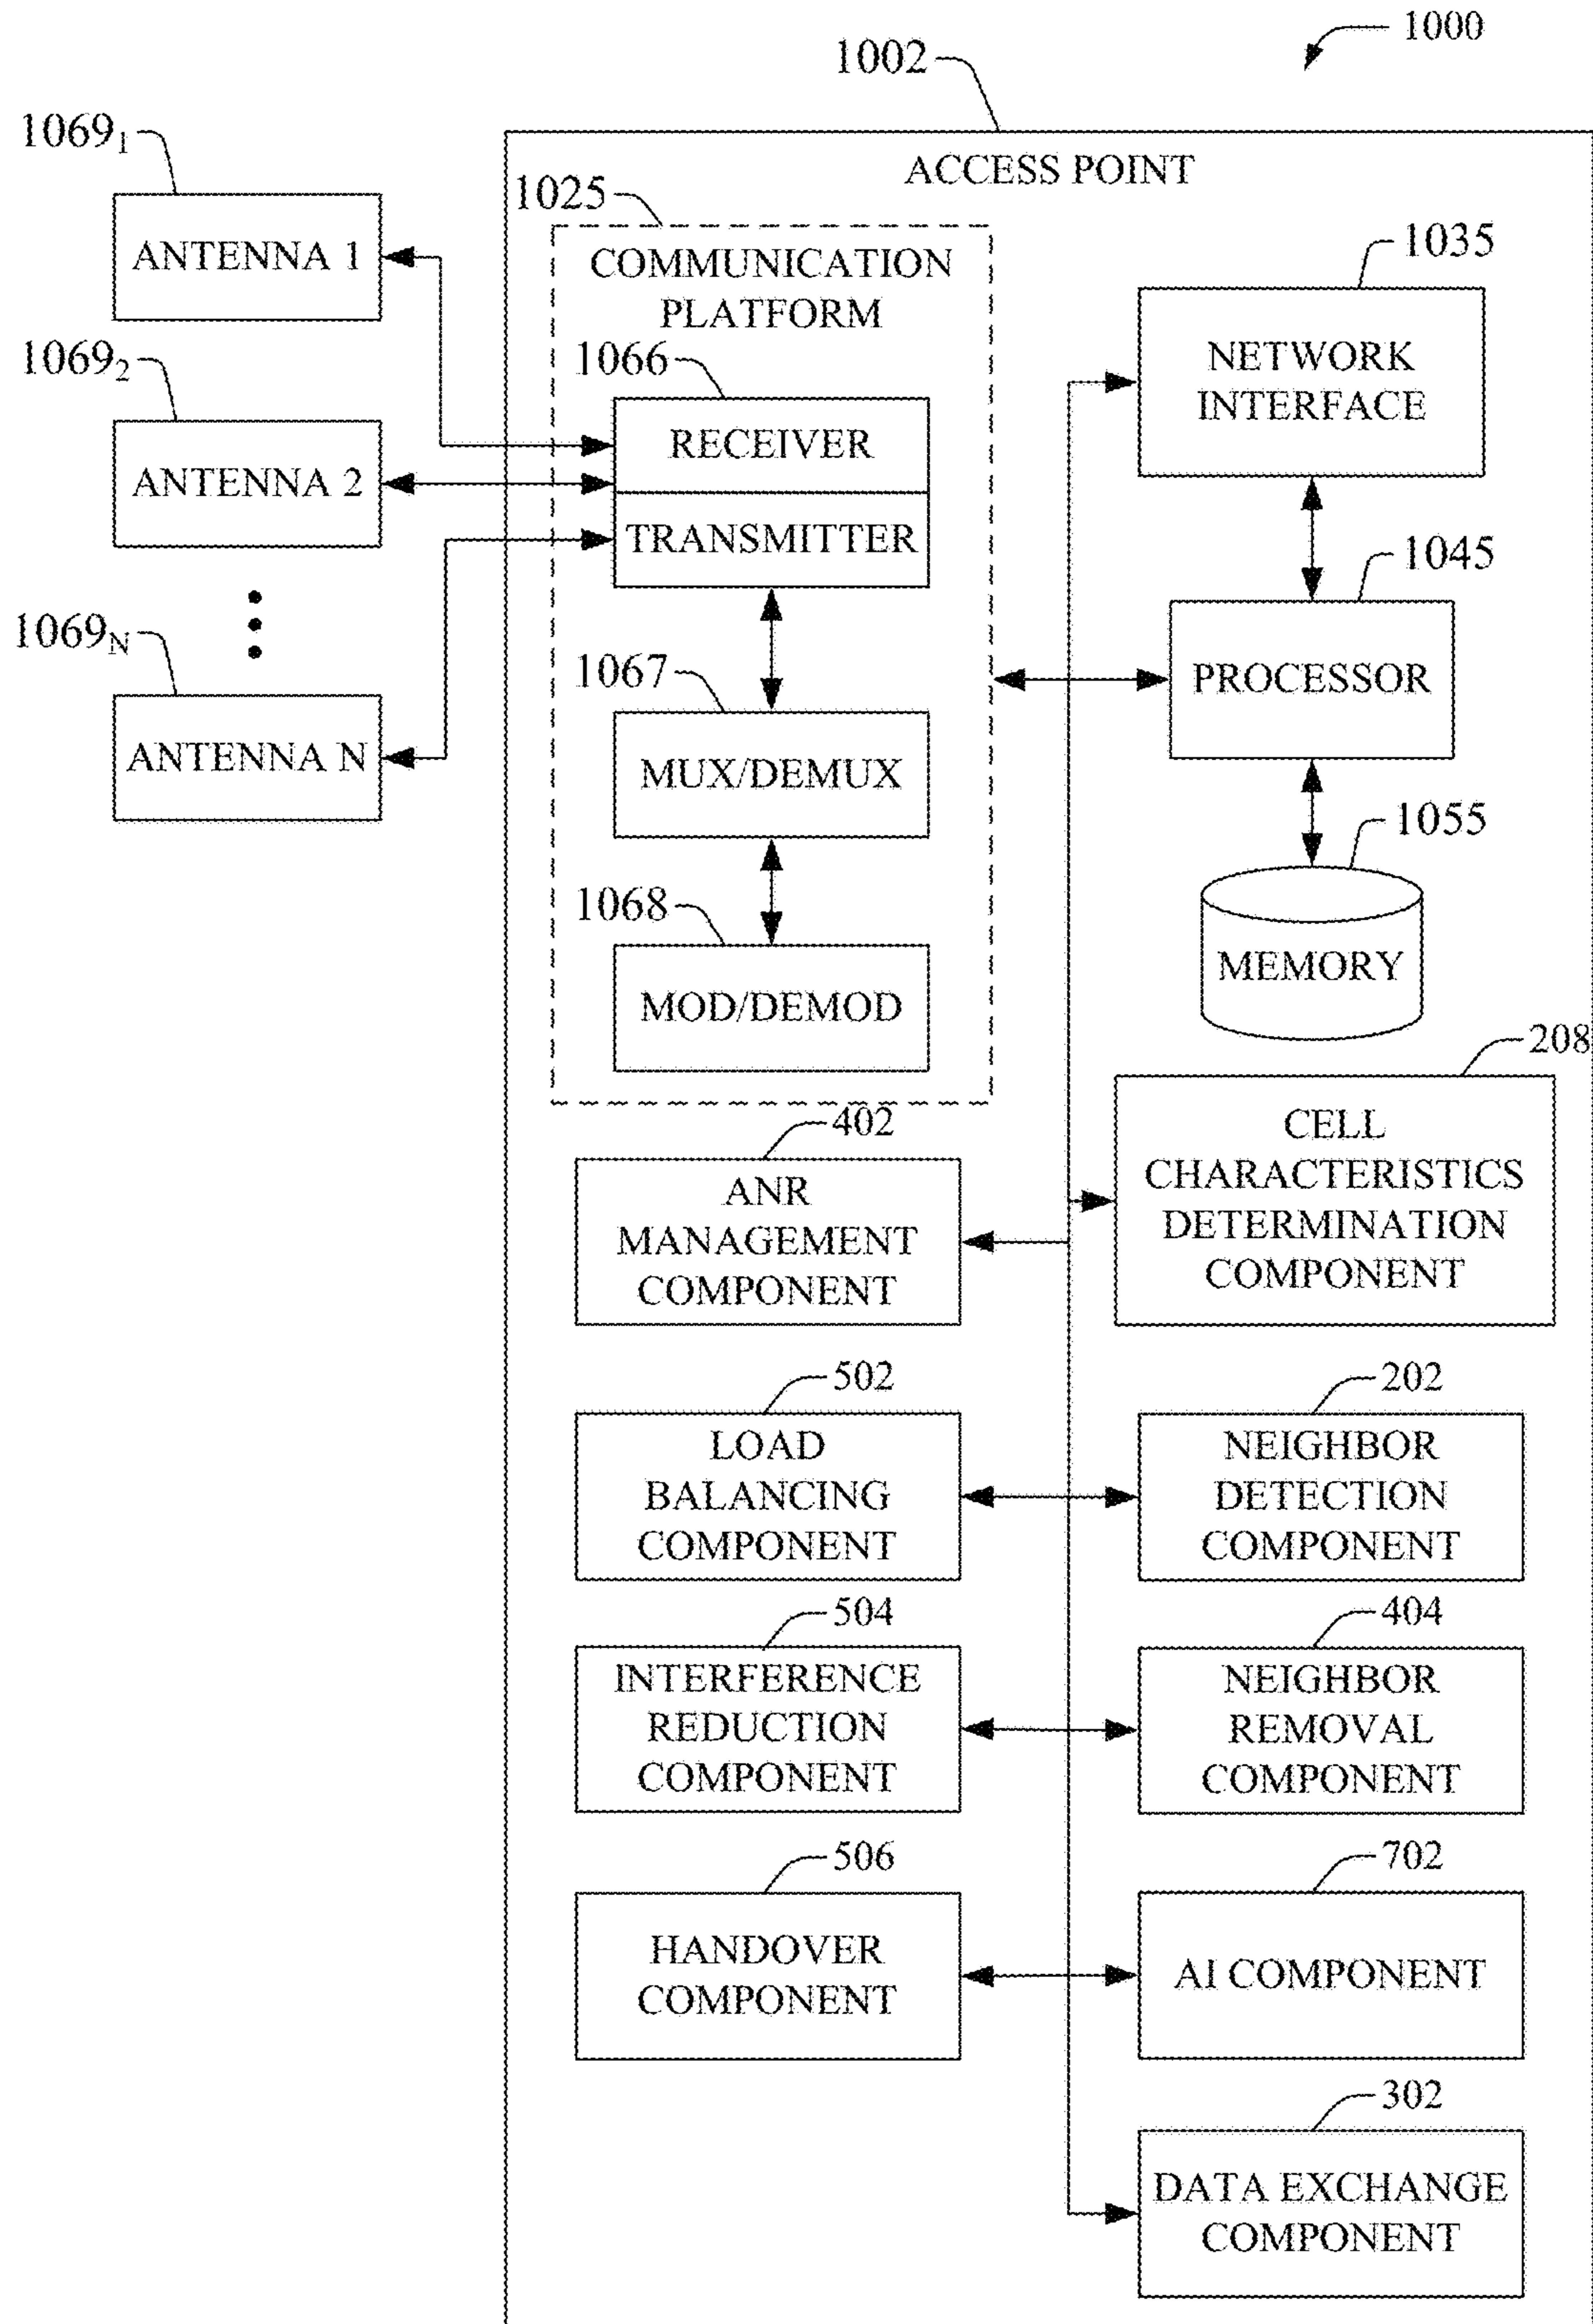 1000
1002
ACCESS POINT
1069₁
ANTENNA 1
1069₂
ANTENNA 2
1069N
ANTENNA N
1025
COMMUNICATION
PLATFORM
1066
RECEIVER
TRANSMITTER
1067
MUX/DEMUX
1068
MOD/DEMOD
1035
NETWORK
INTERFACE
1045
PROCESSOR
1055
MEMORY
208
CELL
CHARACTERISTICS
DETERMINATION
COMPONENT
402
ANR
MANAGEMENT
COMPONENT
502
LOAD
BALANCING
COMPONENT
202
NEIGHBOR
DETECTION
COMPONENT
504
INTERFERENCE
REDUCTION
COMPONENT
404
NEIGHBOR
REMOVAL
COMPONENT
506
HANDOVER
COMPONENT
702
AI COMPONENT
302
DATA EXCHANGE
COMPONENT